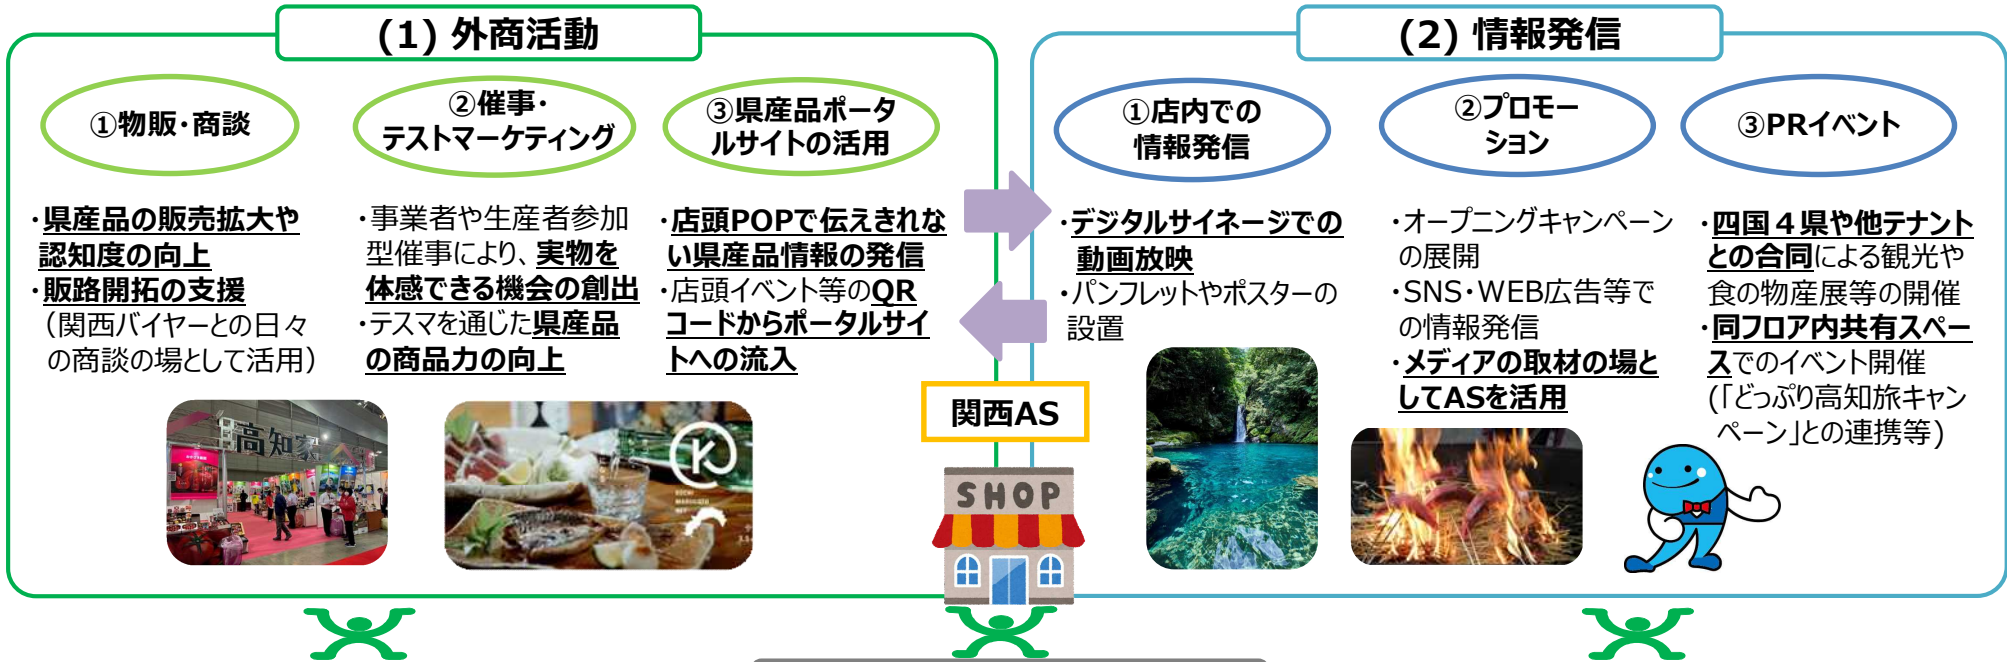 (1) 外商活動
①物販・商談
②催事・
テストマーケティング
③県産品ポータ
ルサイトの活用
・県産品の販売拡大や
認知度の向上
・販路開拓の支援
（関西バイヤーとの日々
の商談の場として活用）
・事業者や生産者参加
型催事により、実物を
体感できる機会の創出
・テスマを通じた県産品
の商品力の向上
・店頭POPで伝えきれな
い県産品情報の発信
・店頭イベント等のQR
コードからポータルサイ
トへの流入
高知家
K
関西AS
SHOP
(2) 情報発信
①店内での
情報発信
②プロモー
ション
③PRイベント
・デジタルサイネージでの
動画放映
・パンフレットやポスターの
設置
・オープニングキャンペーン
の展開
・SNS・WEB広告等で
の情報発信
・メディアの取材の場と
してASを活用
・四国４県や他テナント
との合同による観光や
食の物産展等の開催
・同フロア内共有スペー
スでのイベント開催
(「どっぷり高知旅キャン
ペーン」との連携等)